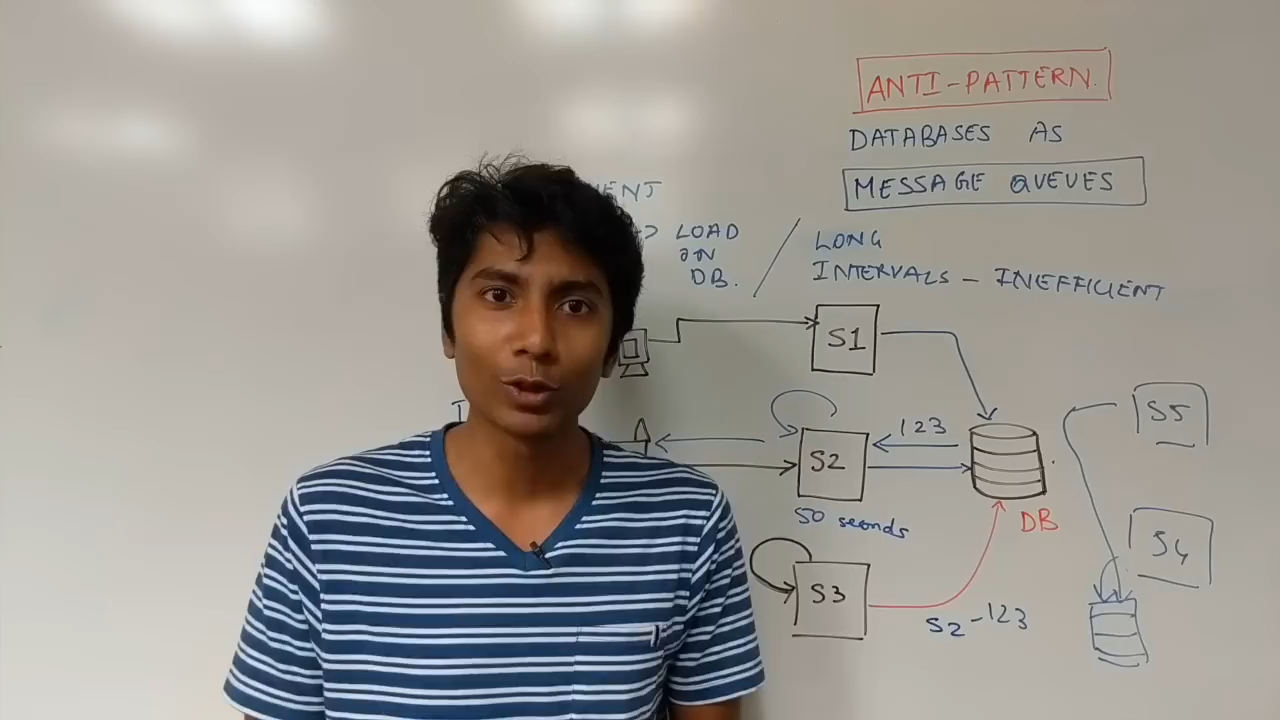 ANTI-PATTERN.
DATABASES AS
MESSAGE QUEUES
LOAD
ON
DB.
/ LONG
INTERVALS - INEFFICIENT
S1
S5
123
S2
50 seconds
DB
S4
S3
S2-123